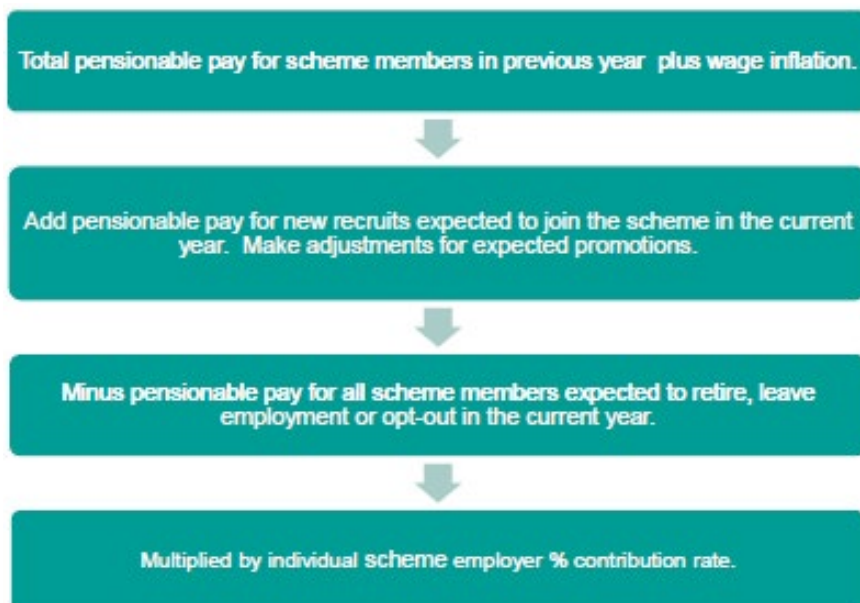 Total pensionable pay for scheme members in previous year plus wage inflation.
Add pensionable pay for new recruits expected to join the scheme in the current
year. Make adjustments for expected promotions.
Minus pensionable pay for all scheme members expected to retire, leave
employment or opt-out in the current year.
Multiplied by individual scheme employer % contribution rate.